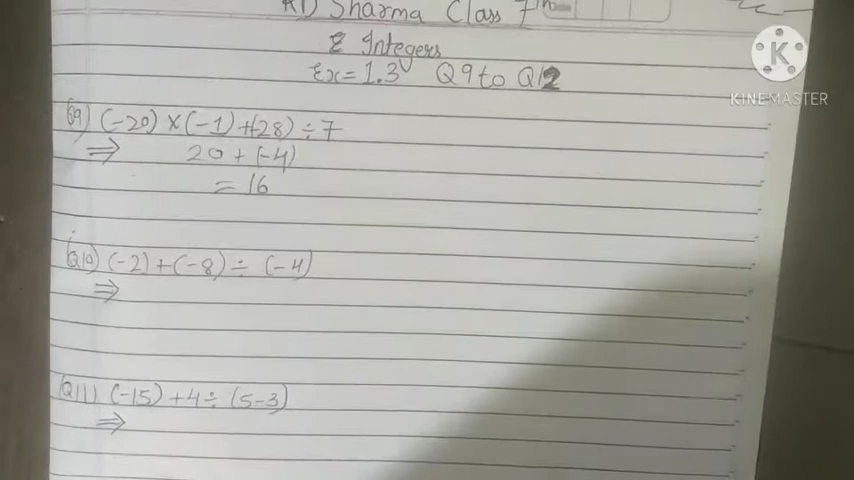 RD Sharma Class 7th
Σ Integers
Ex = 1.3 Q9 to Q12
K
KINEMASTER
Q9) (-20) × (-1) + (28) ÷ 7
⇒ 20 + (-4)
= 16
Q10) (-2) + (-8) ÷ (-4)
⇒
Q11) (-15) + 4 ÷ (5-3)
⇒